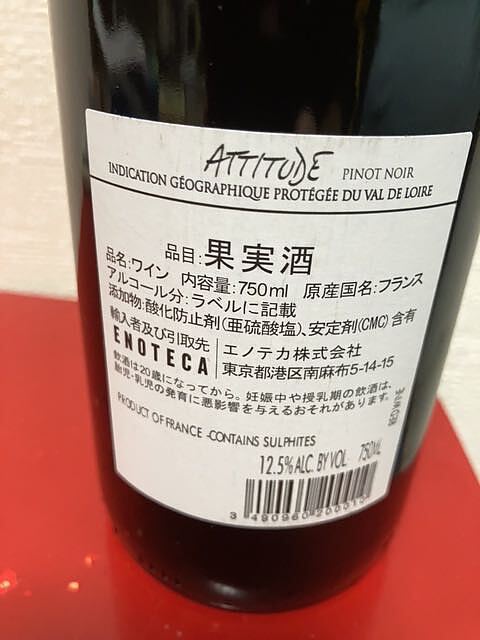 ATTITUDE PINOT NOIR
INDICATION GÉOGRAPHIQUE PROTÉGÉE DU VAL DE LOIRE
品目:果実酒
品名:ワイン 内容量:750ml 原産国名:フランス
アルコール分:ラベルに記載
添加物:酸化防止剤(亜硫酸塩)、安定剤(CMC)含有
輸入者及び引取先
ENOTECA
エノテカ株式会社
東京都港区南麻布5-14-15
飲酒は20歳になってから。妊娠中や授乳期の飲酒は、
胎児・乳児の発育に悪影響を与えるおそれがあります。
PRODUCT OF FRANCE -CONTAINS SULPHITES
12.5% ALC. BY VOL. 750ML
3 490960 200010